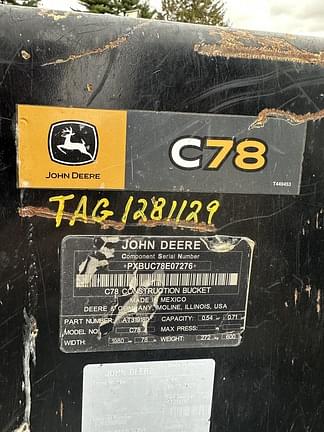 JOHN DEERE
C78
T449453
TAG 1281129
JOHN DEERE
Component Serial Number
*PXBUC78E07276*
C78 CONSTRUCTION BUCKET
MADE IN MEXICO
DEERE & COMPANY, MOLINE, ILLINOIS, USA
PART NUMBER: CAPACITY: 0.54 m³ 0.71
MODEL NO: C78 MAX PRESS:
WIDTH: 1980 78 WEIGHT: 272 600
JOHN DEERE